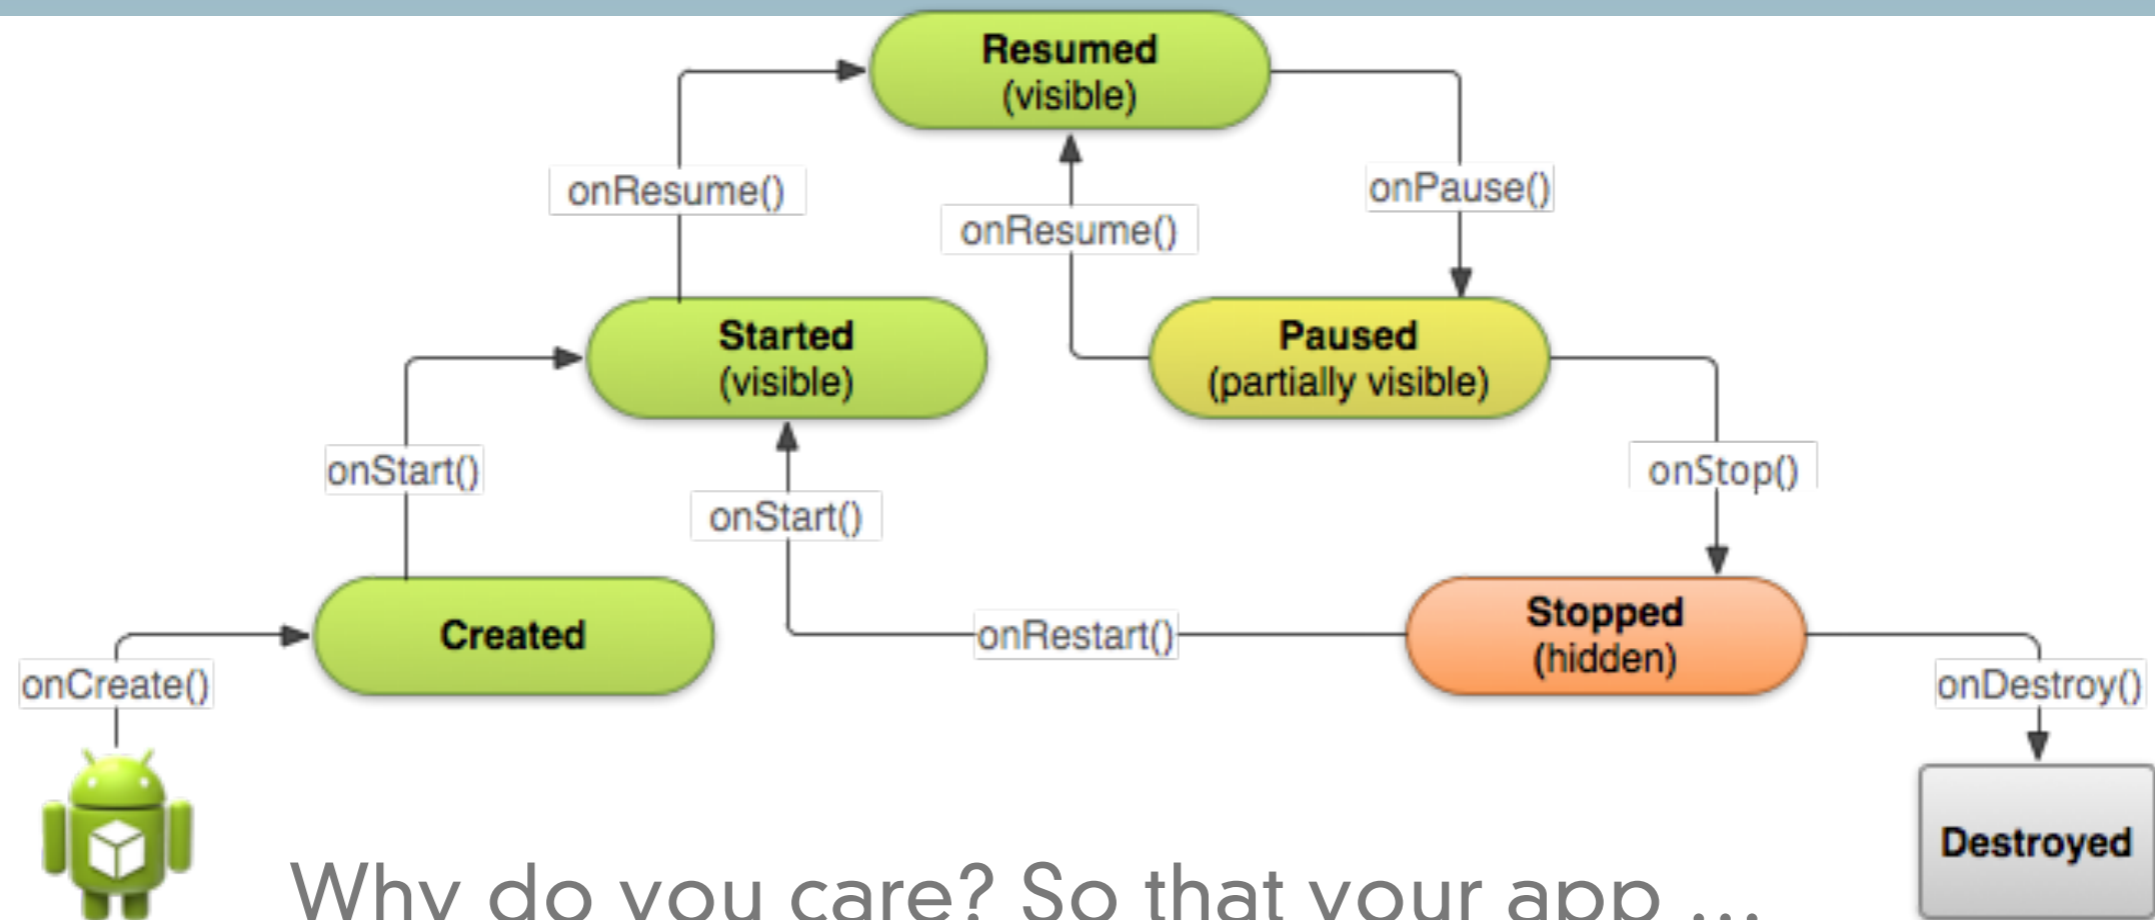 Resumed
(visible)
onResume()
onPause()
onResume()
Started
(visible)
Paused
(partially visible)
onStart()
onStop()
onStart()
Created
onRestart()
Stopped
(hidden)
onCreate()
onDestroy()
Destroyed
Why do you care? So that your app ...